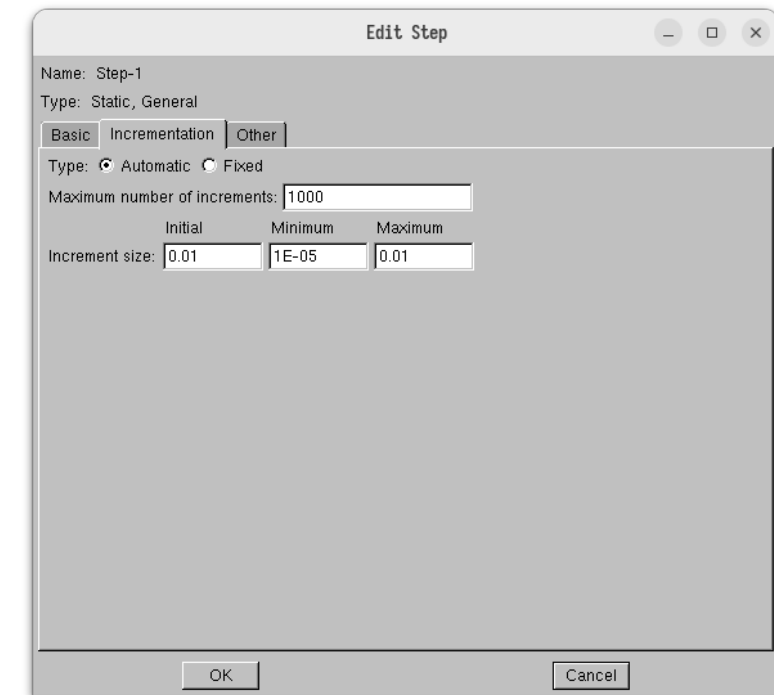 Edit Step
Name: Step-1
Type: Static, General
Basic Incrementation Other
Type: Automatic Fixed
Maximum number of increments: 1000
Initial Minimum Maximum
Increment size: 0.01 1E-05 0.01
OK Cancel